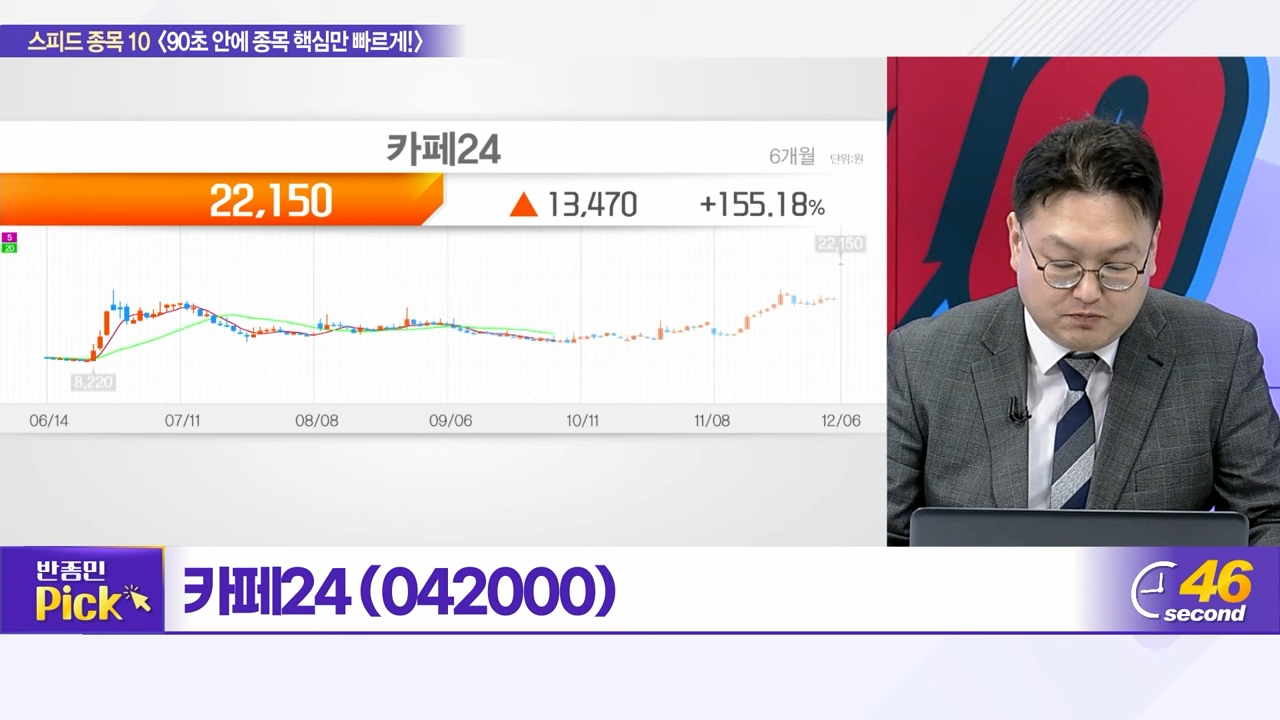 스피드 종목 10 〈90초 안에 종목 핵심만 빠르게!〉
카페24
6개월 단위:원
22,150 ▲ 13,470 +155.18%
5
20
22,150
8,220
06/14 07/11 08/08 09/06 10/11 11/08 12/06
반종민
Pick
카페24 (042000)
46
second